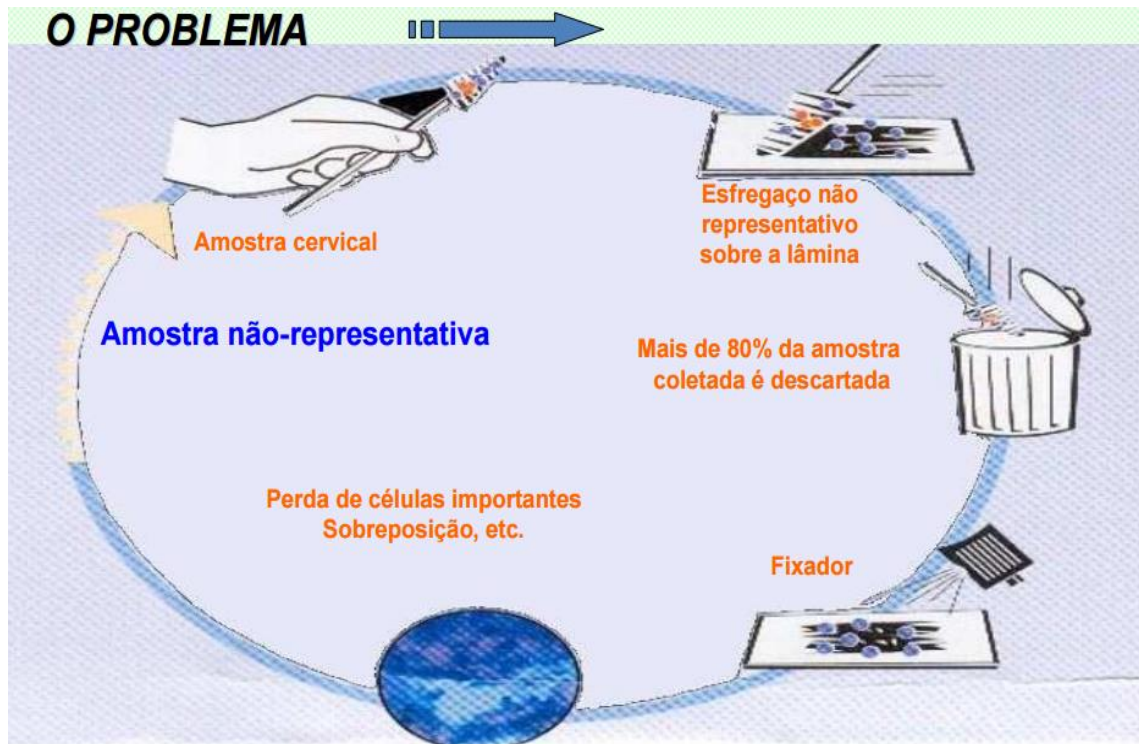 O PROBLEMA
Amostra cervical
Esfregaço não
representativo
sobre a lâmina
Amostra não-representativa
Mais de 80% da amostra
coletada é descartada
Perda de células importantes
Sobreposição, etc.
Fixador